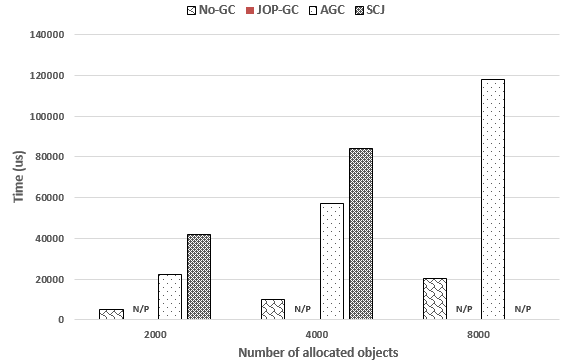 No-GC JOP-GC AGC SCJ
140000
120000
100000
80000
60000
40000
20000
0
Time (us)
N/P N/P N/P N/P
2000 4000 8000
Number of allocated objects